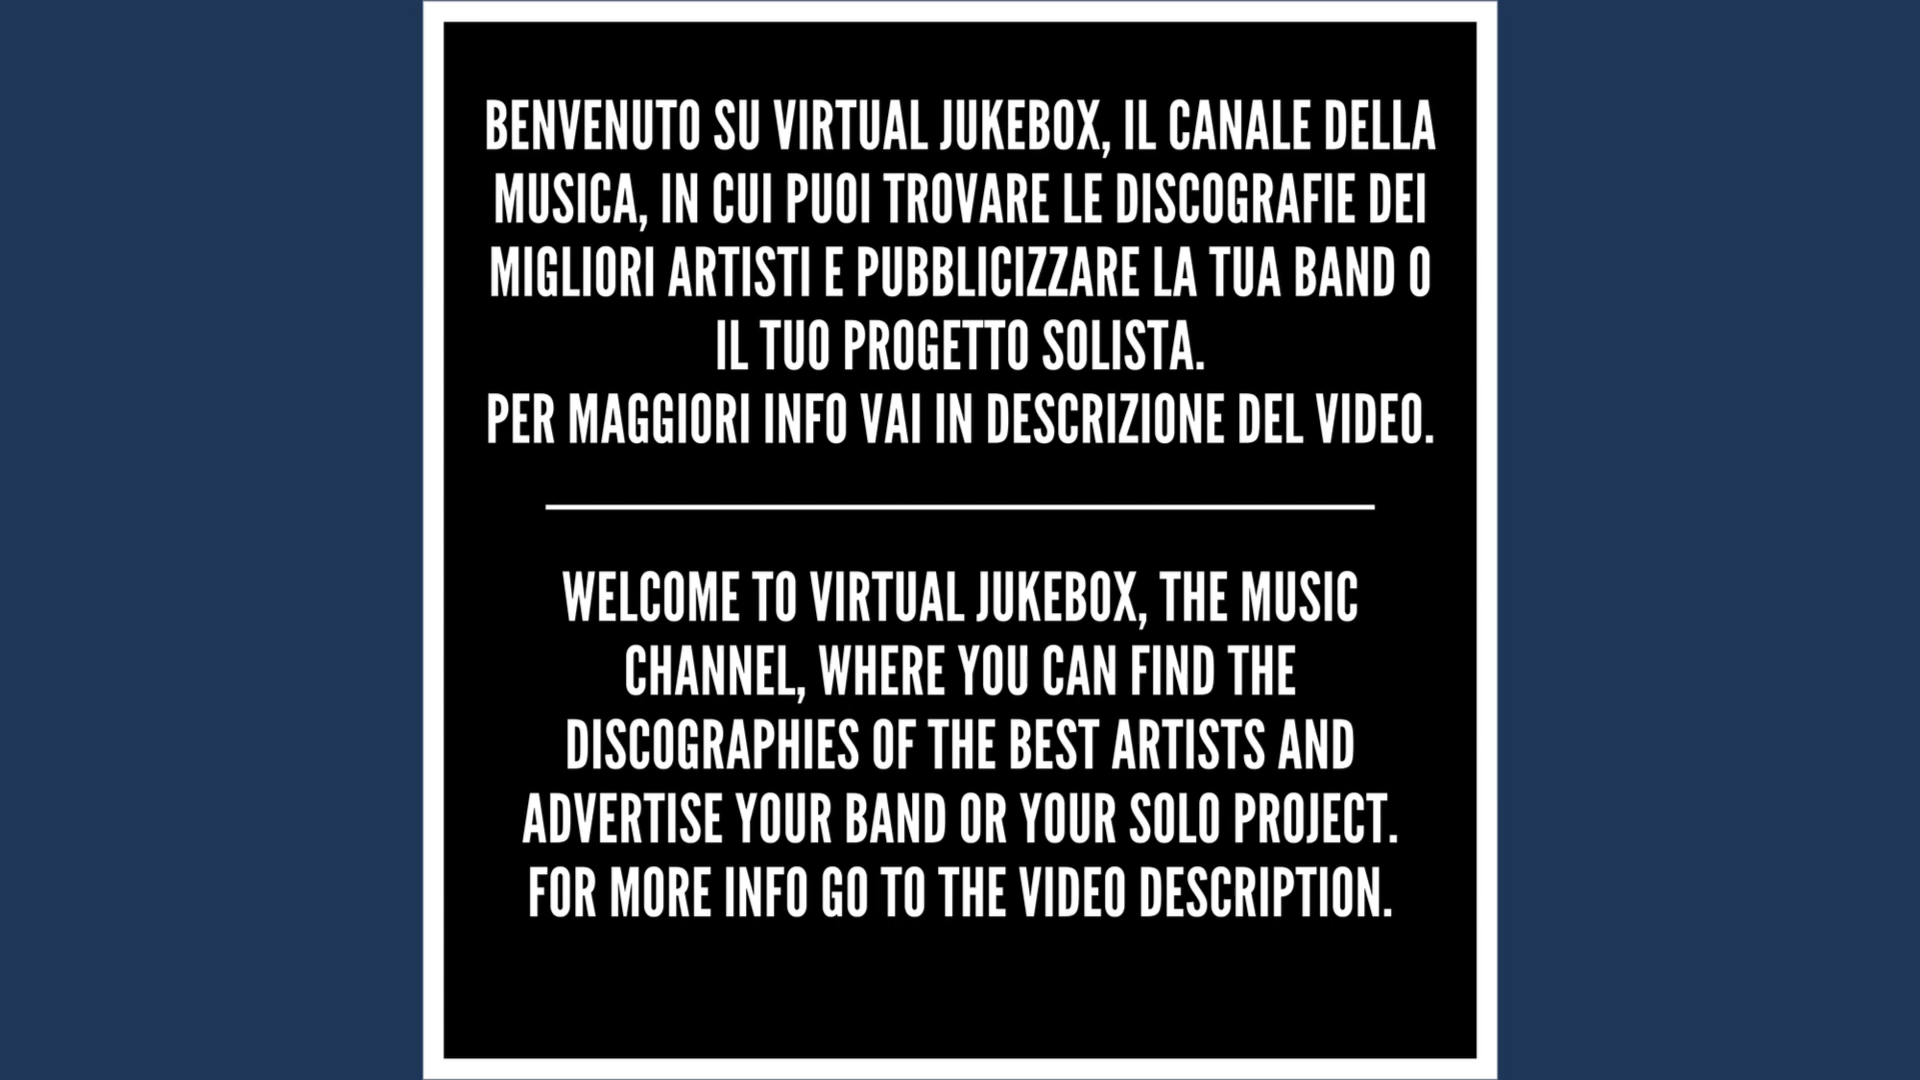 BENVENUTO SU VIRTUAL JUKEBOX, IL CANALE DELLA
MUSICA, IN CUI PUOI TROVARE LE DISCOGRAFIE DEI
MIGLIORI ARTISTI E PUBBLICIZZARE LA TUA BAND O
IL TUO PROGETTO SOLISTA.
PER MAGGIORI INFO VAI IN DESCRIZIONE DEL VIDEO.
WELCOME TO VIRTUAL JUKEBOX, THE MUSIC
CHANNEL, WHERE YOU CAN FIND THE
DISCOGRAPHIES OF THE BEST ARTISTS AND
ADVERTISE YOUR BAND OR YOUR SOLO PROJECT.
FOR MORE INFO GO TO THE VIDEO DESCRIPTION.